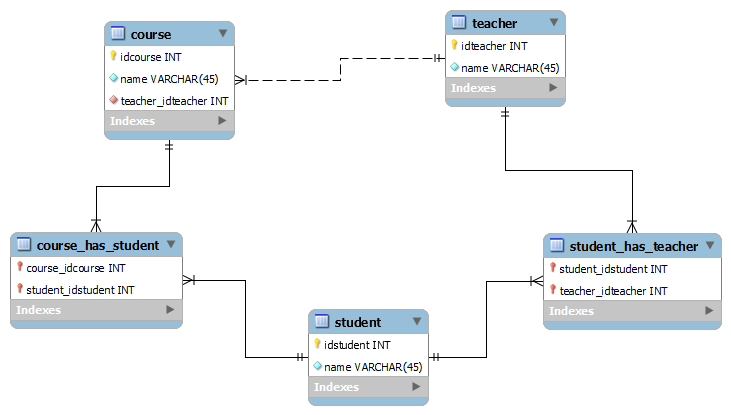 course
idcourse INT
name VARCHAR(45)
teacher_idteacher INT
Indexes
teacher
idteacher INT
name VARCHAR(45)
Indexes
course_has_student
course_idcourse INT
student_idstudent INT
Indexes
student_has_teacher
student_idstudent INT
teacher_idteacher INT
Indexes
student
idstudent INT
name VARCHAR(45)
Indexes